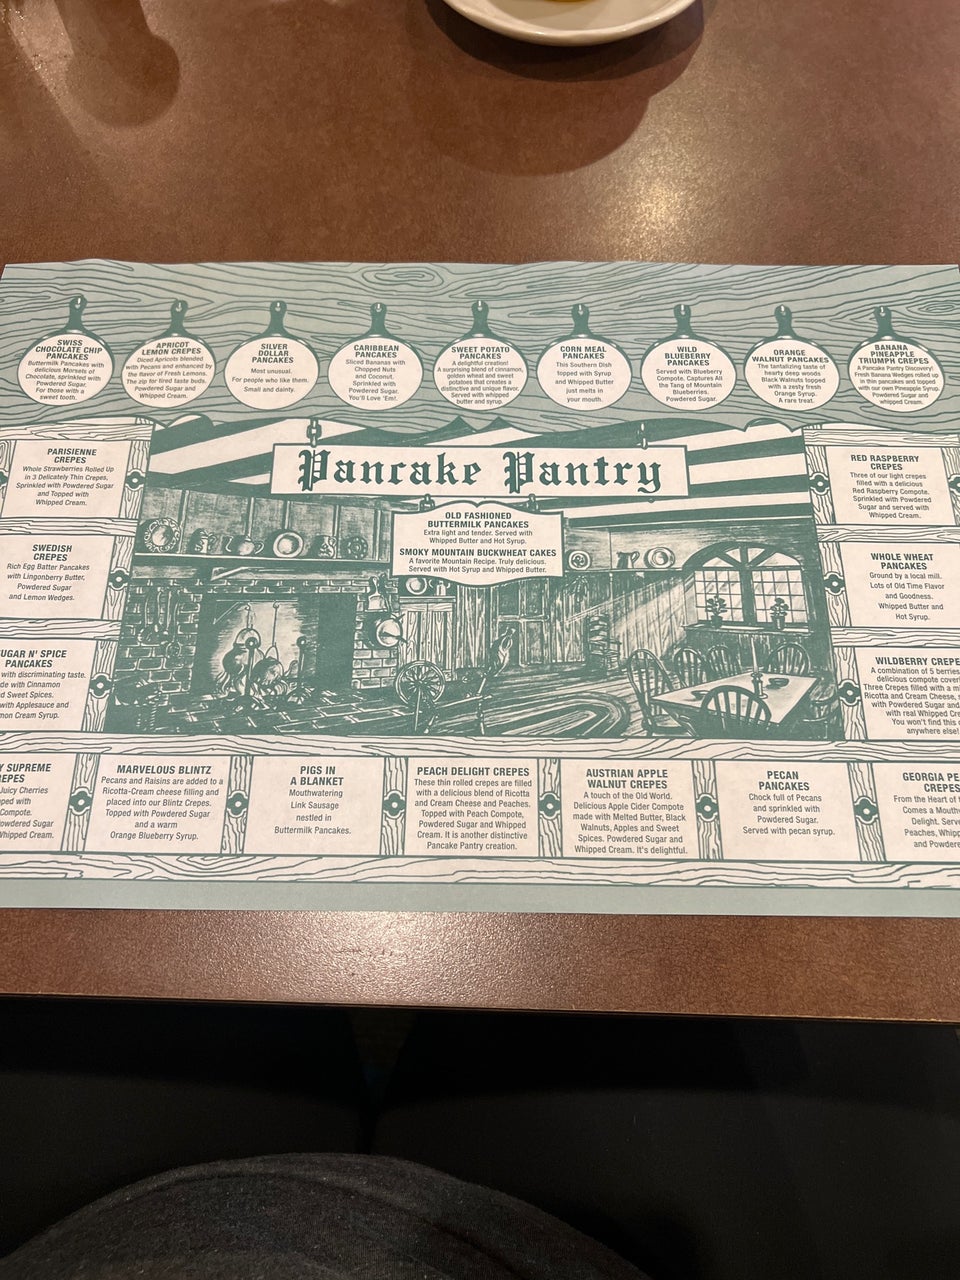 SWISS
CHOCOLATE CHIP
PANCAKES
Buttermilk Pancakes with
delicious Morsels of
Chocolate, sprinkled with
Powdered Sugar.
For those with a
sweet tooth.
APRICOT
LEMON CREPES
Diced Apricots blended
with Pecans and enhanced by
the flavor of Fresh Lemons.
The zip for tired taste buds.
Powdered Sugar and
Whipped Cream.
SILVER
DOLLAR
PANCAKES
Most unusual.
For people who like them.
Small and dainty.
CARIBBEAN
PANCAKES
Sliced Bananas with
Chopped Nuts
and Coconut.
Sprinkled with
Powdered Sugar.
You'll Love 'Em!.
SWEET POTATO
PANCAKES
A delightful creation!
A surprising blend of cinnamon,
golden wheat and sweet
potatoes that creates a
distinctive and unique flavor.
Served with whipped
butter and syrup.
CORN MEAL
PANCAKES
This Southern Dish
topped with Syrup
and Whipped Butter
just melts in
your mouth.
WILD
BLUEBERRY
PANCAKES
Served with Blueberry
Compote. Captures All
the Tang of Mountain
Blueberries.
Powdered Sugar.
ORANGE
WALNUT PANCAKES
The tantalizing taste of
hearty deep woods
Black Walnuts topped
with a zesty fresh
Orange Syrup.
A rare treat.
BANANA
PINEAPPLE
TRIUMPH CREPES
A Pancake Pantry Discovery!
Fresh Banana Wedges rolled up
in thin pancakes and topped
with our own Pineapple Syrup.
Powdered Sugar and
whipped Cream.
PARISIENNE
CREPES
Whole Strawberries Rolled Up
in 3 Delicately Thin Crepes,
Sprinkled with Powdered Sugar
and Topped with
Whipped Cream.
Pancake Pantry
RED RASPBERRY
CREPES
Three of our light crepes
filled with a delicious
Red Raspberry Compote.
Sprinkled with Powdered
Sugar and served with
Whipped Cream.
OLD FASHIONED
BUTTERMILK PANCAKES
Extra light and tender. Served with
Whipped Butter and Hot Syrup.
SMOKY MOUNTAIN BUCKWHEAT CAKES
A favorite Mountain Recipe. Truly delicious.
Served with Hot Syrup and Whipped Butter.
SWEDISH
CREPES
Rich Egg Batter Pancakes
with Lingonberry Butter,
Powdered Sugar
and Lemon Wedges.
WHOLE WHEAT
PANCAKES
Ground by a local mill.
Lots of Old Time Flavor
and Goodness.
Whipped Butter and
Hot Syrup.
UGAR N' SPICE
PANCAKES
with discriminating taste.
de with Cinnamon
d Sweet Spices.
with Applesauce and
mon Cream Syrup.
WILDBERRY CREPE
A combination of 5 berries
delicious compote cover
Three Crepes filled with a mi
Ricotta and Cream Cheese, s
with Powdered Sugar and
with real Whipped Cre
You won't find this
anywhere else!
Y SUPREME
EPES
Juicy Cherries
ped with
Compote.
owdered Sugar
Whipped Cream.
MARVELOUS BLINTZ
Pecans and Raisins are added to a
Ricotta-Cream cheese filling and
placed into our Blintz Crepes.
Topped with Powdered Sugar
and a warm
Orange Blueberry Syrup.
PIGS IN
A BLANKET
Mouthwatering
Link Sausage
nestled in
Buttermilk Pancakes.
PEACH DELIGHT CREPES
These thin rolled crepes are filled
with a delicious blend of Ricotta
and Cream Cheese and Peaches.
Topped with Peach Compote,
Powdered Sugar and Whipped
Cream. It is another distinctive
Pancake Pantry creation.
AUSTRIAN APPLE
WALNUT CREPES
A touch of the Old World.
Delicious Apple Cider Compote
made with Melted Butter, Black
Walnuts, Apples and Sweet
Spices. Powdered Sugar and
Whipped Cream. It's delightful.
PECAN
PANCAKES
Chock full of Pecans
and sprinkled with
Powdered Sugar.
Served with pecan syrup.
GEORGIA PE
From the Heart of
Comes a Mouth
Delight. Serve
Peaches, Whipp
and Powdere